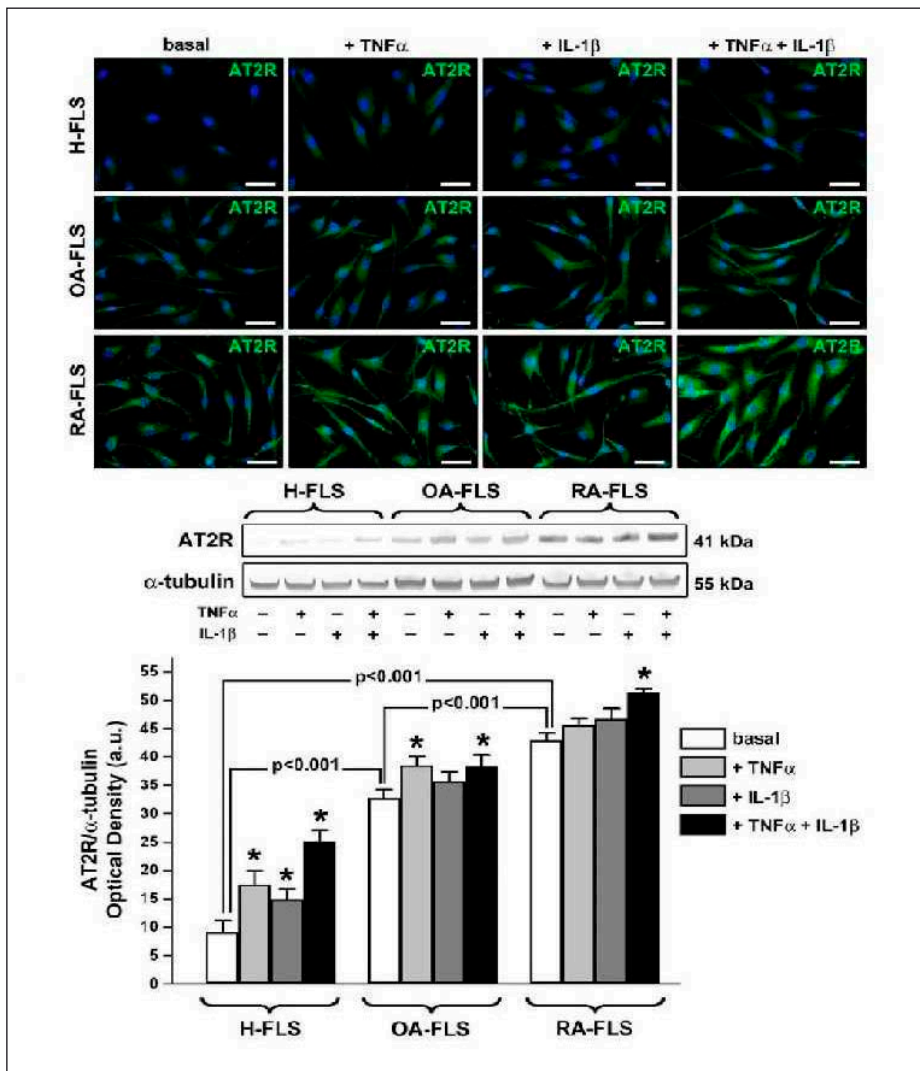 basal + TNFα + IL-1β + TNFα + IL-1β
H-FLS AT2R AT2R AT2R AT2R
OA-FLS AT2R AT2R AT2R AT2R
RA-FLS AT2R AT2R AT2R AT2R
H-FLS OA-FLS RA-FLS
AT2R 41 kDa
α-tubulin 55 kDa
TNFα – + – + – + – + – + – +
IL-1β – – + + – – + + – – + +
AT2R/α-tubulin
Optical Density (a.u.)
55
50
45
40
35
30
25
20
15
10
5
0
p<0.001
p<0.001
p<0.001
* * * * * *
basal
+ TNFα
+ IL-1β
+ TNFα + IL-1β
H-FLS OA-FLS RA-FLS